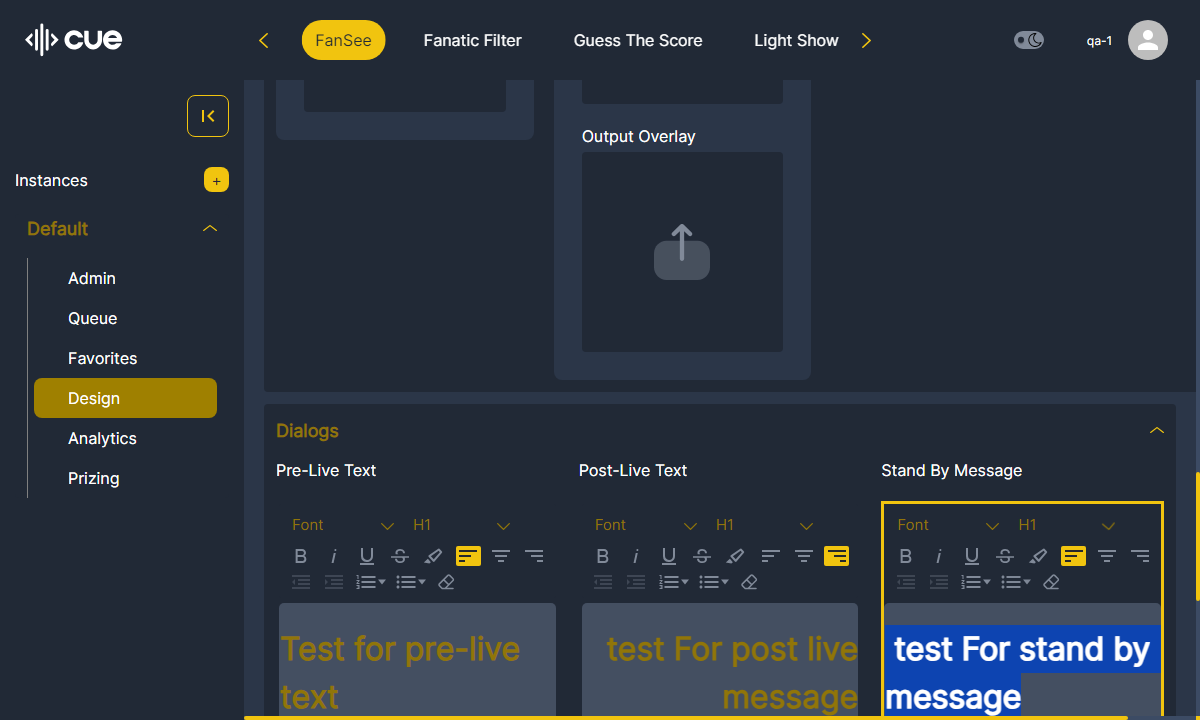 cue
FanSee
Fanatic Filter
Guess The Score
Light Show
qa-1
Instances
+
Default
Admin
Queue
Favorites
Design
Analytics
Prizing
Output Overlay
Dialogs
Pre-Live Text
Post-Live Text
Stand By Message
Font H1
B i U S
Font H1
B i U S
Font H1
B i U S
Test for pre-live
text
test For post live
message
test For stand by
message